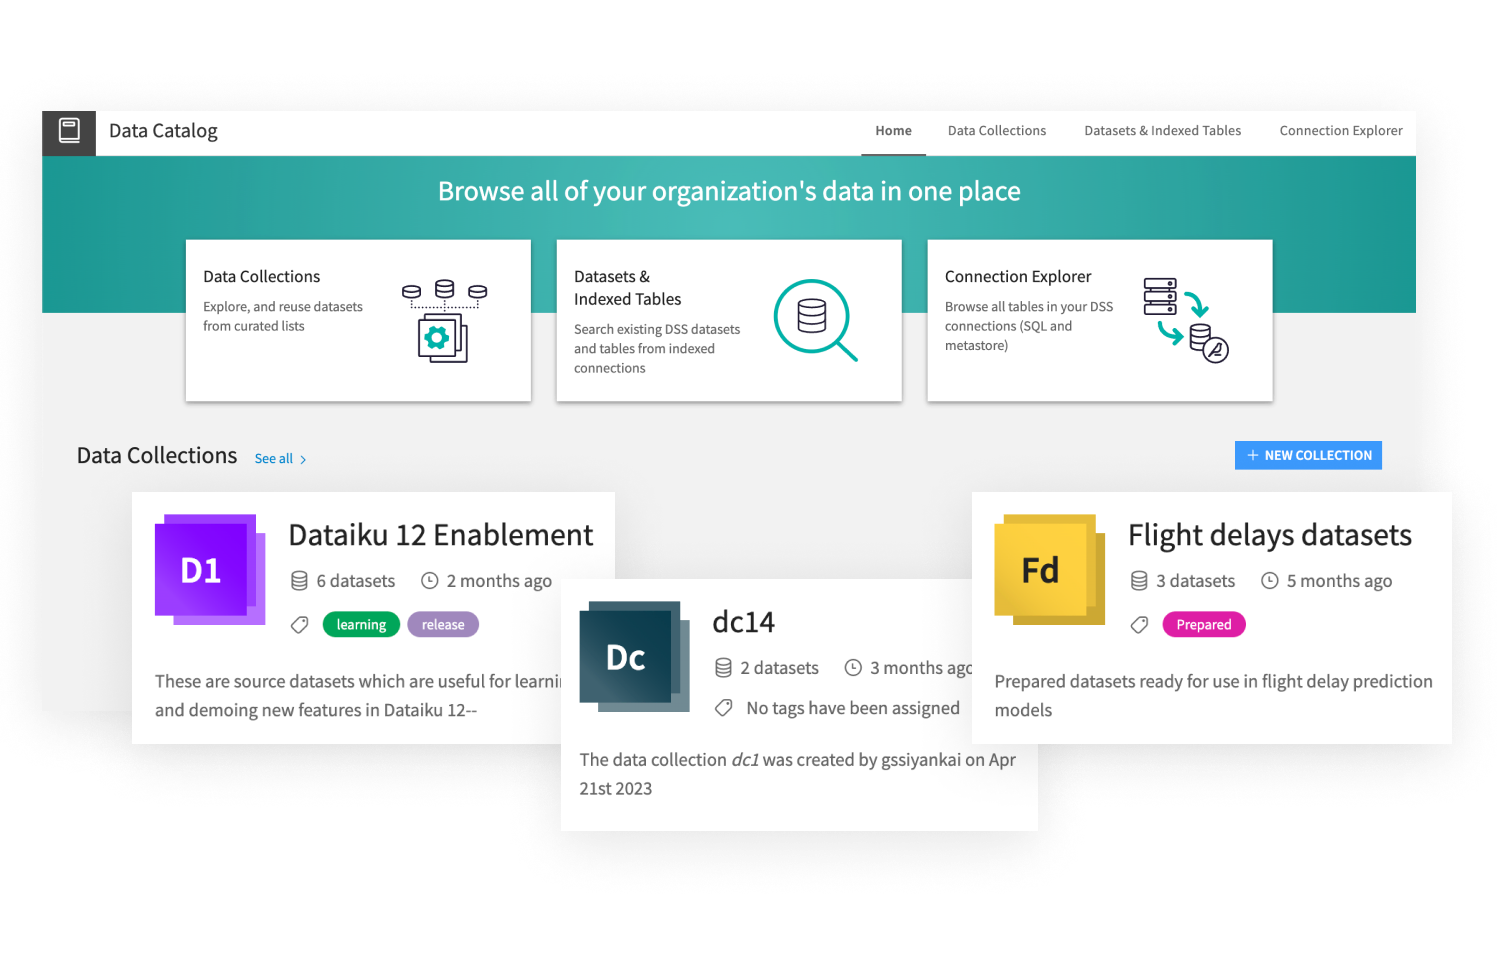 Data Catalog
Home
Data Collections
Datasets & Indexed Tables
Connection Explorer
Browse all of your organization's data in one place
Data Collections
Explore, and reuse datasets
from curated lists
Datasets &
Indexed Tables
Search existing DSS datasets
and tables from indexed
connections
Connection Explorer
Browse all tables in your DSS
connections (SQL and
metastore)
Data Collections See all >
+ NEW COLLECTION
D1
Dataiku 12 Enablement
6 datasets 2 months ago
learning release
These are source datasets which are useful for
and demoing new features in Dataiku 12--
Dc
dc14
2 datasets 3 months
No tags have been assigned
The data collection dc1 was created by gssiyankai on Apr
21st 2023
Fd
Flight delays datasets
3 datasets 5 months ago
Prepared
Prepared datasets ready for use in flight delay prediction
models